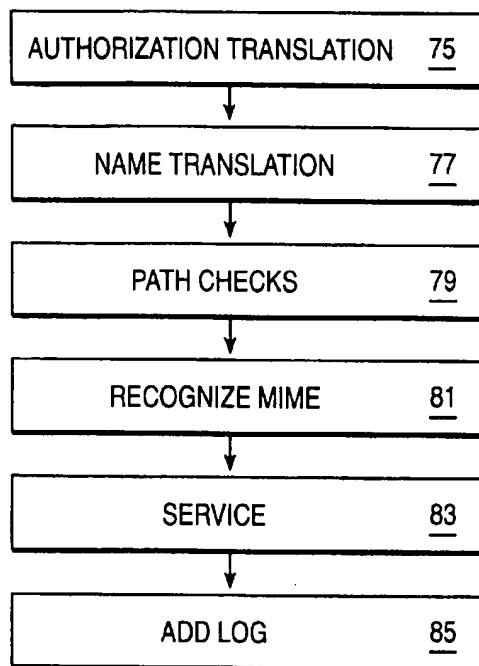 AUTHORIZATION TRANSLATION 75
NAME TRANSLATION 77
PATH CHECKS 79
RECOGNIZE MIME 81
SERVICE 83
ADD LOG 85